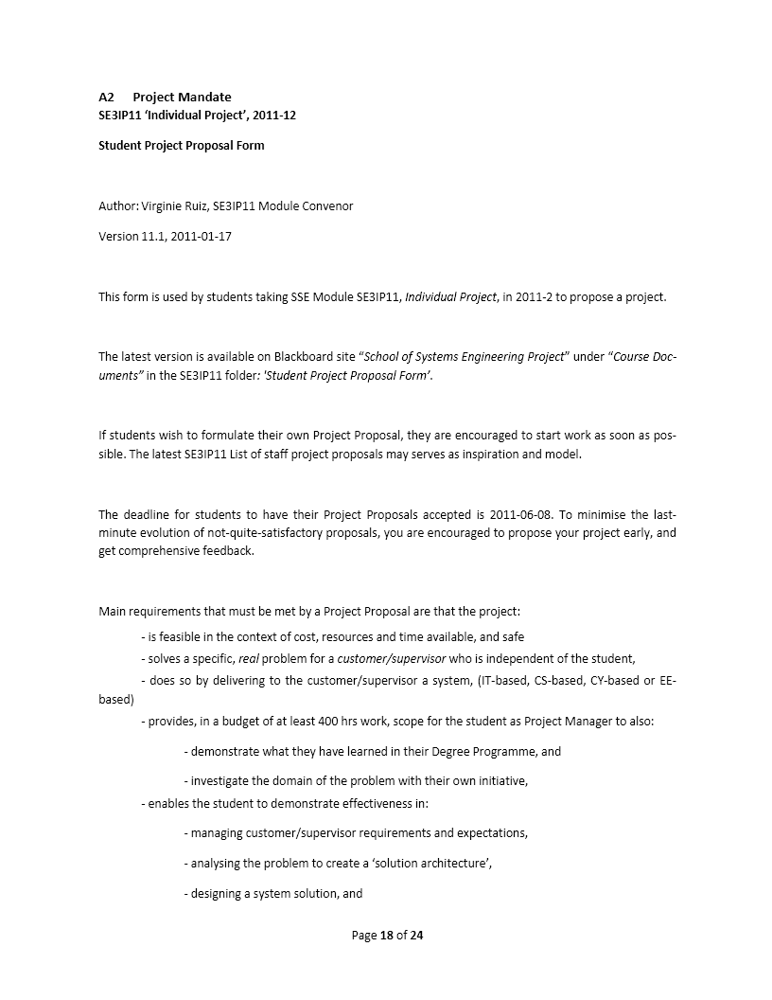 A2 Project Mandate
SE3IP11 ‘Individual Project’, 2011-12
Student Project Proposal Form
Author: Virginie Ruiz, SE3IP11 Module Convenor
Version 11.1, 2011-01-17
This form is used by students taking SSE Module SE3IP11, Individual Project, in 2011-2 to propose a project.
The latest version is available on Blackboard site “School of Systems Engineering Project” under “Course Doc-
uments” in the SE3IP11 folder: 'Student Project Proposal Form’.
If students wish to formulate their own Project Proposal, they are encouraged to start work as soon as pos-
sible. The latest SE3IP11 List of staff project proposals may serves as inspiration and model.
The deadline for students to have their Project Proposals accepted is 2011-06-08. To minimise the last-
minute evolution of not-quite-satisfactory proposals, you are encouraged to propose your project early, and
get comprehensive feedback.
Main requirements that must be met by a Project Proposal are that the project:
- is feasible in the context of cost, resources and time available, and safe
- solves a specific, real problem for a customer/supervisor who is independent of the student,
- does so by delivering to the customer/supervisor a system, (IT-based, CS-based, CY-based or EE-
based)
- provides, in a budget of at least 400 hrs work, scope for the student as Project Manager to also:
- demonstrate what they have learned in their Degree Programme, and
- investigate the domain of the problem with their own initiative,
- enables the student to demonstrate effectiveness in:
- managing customer/supervisor requirements and expectations,
- analysing the problem to create a ‘solution architecture’,
- designing a system solution, and
Page 18 of 24